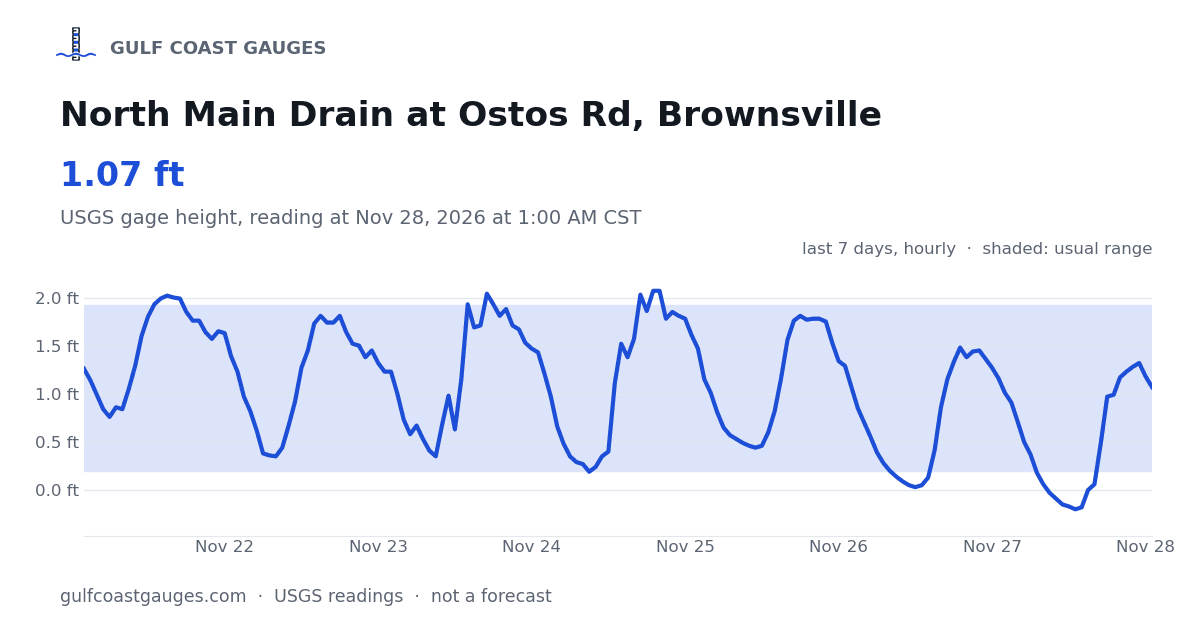 GULF COAST GAUGES
North Main Drain at Ostos Rd, Brownsville
1.07 ft
USGS gage height, reading at Nov 28, 2026 at 1:00 AM CST
last 7 days, hourly · shaded: usual range
2.0 ft
1.5 ft
1.0 ft
0.5 ft
0.0 ft
Nov 22 Nov 23 Nov 24 Nov 25 Nov 26 Nov 27 Nov 28
gulfcoastgauges.com · USGS readings · not a forecast